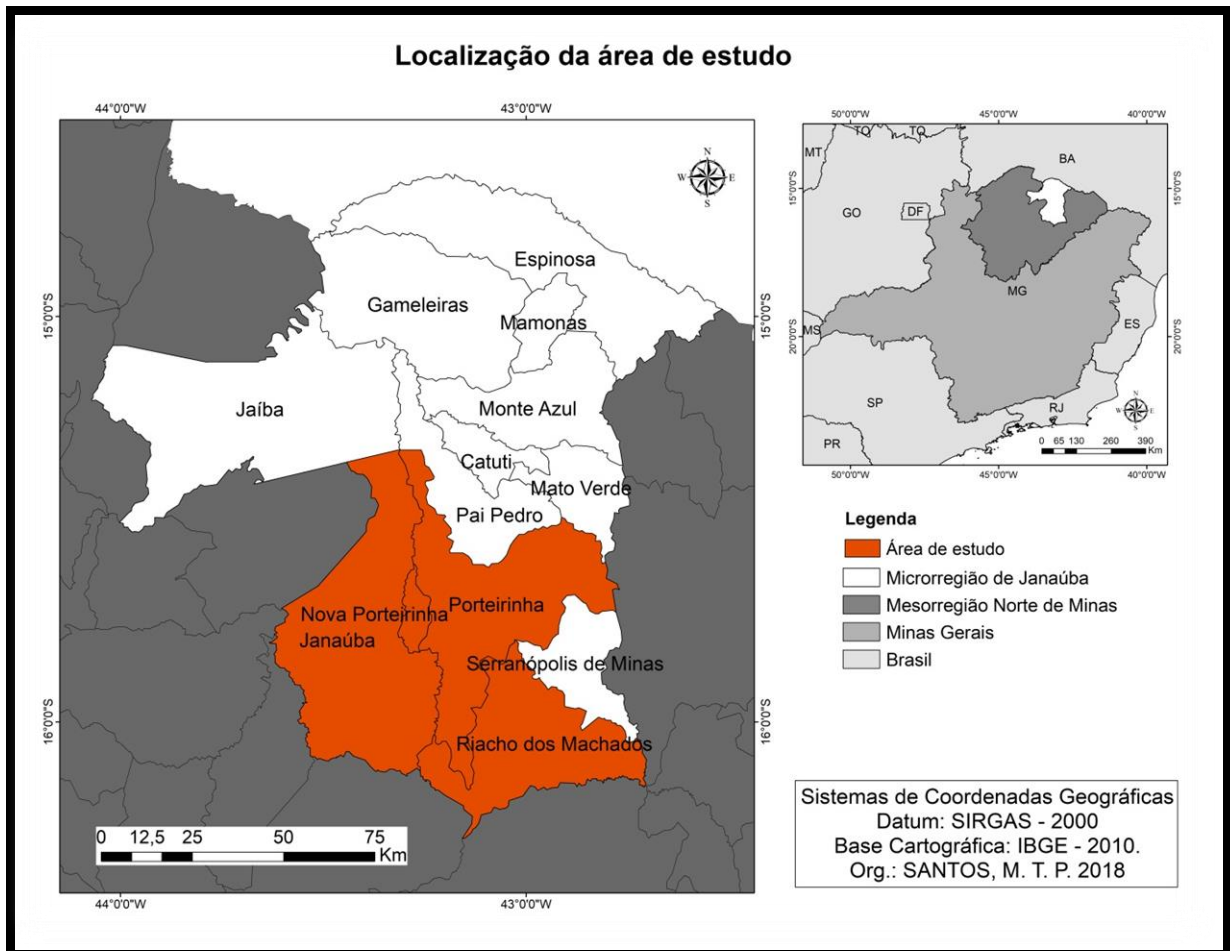 Localização da área de estudo
44°0'0"W
43°0'0"W
N
W
E
S
15°0'0"S
15°0'0"S
Espinosa
Gameleiras
Mamonas
Jaíba
Monte Azul
Catuti
Mato Verde
Pai Pedro
Nova Porteirinha
Porteirinha
Janaúba
Serranópolis de Minas
16°0'0"S
16°0'0"S
Riacho dos Machados
0 12,5 25 50 75
Km
44°0'0"W
43°0'0"W
50°0'0"W
45°0'0"W
40°0'0"W
TO
TO
MT
BA
15°0'0"S
15°0'0"S
GO
DF
MG
MS
ES
20°0'0"S
20°0'0"S
SP
RJ
N
W
E
S
PR
0 65 130 260 390
Km
50°0'0"W
45°0'0"W
40°0'0"W
Legenda
Área de estudo
Microrregião de Janaúba
Mesorregião Norte de Minas
Minas Gerais
Brasil
Sistemas de Coordenadas Geográficas
Datum: SIRGAS - 2000
Base Cartográfica: IBGE - 2010.
Org.: SANTOS, M. T. P. 2018